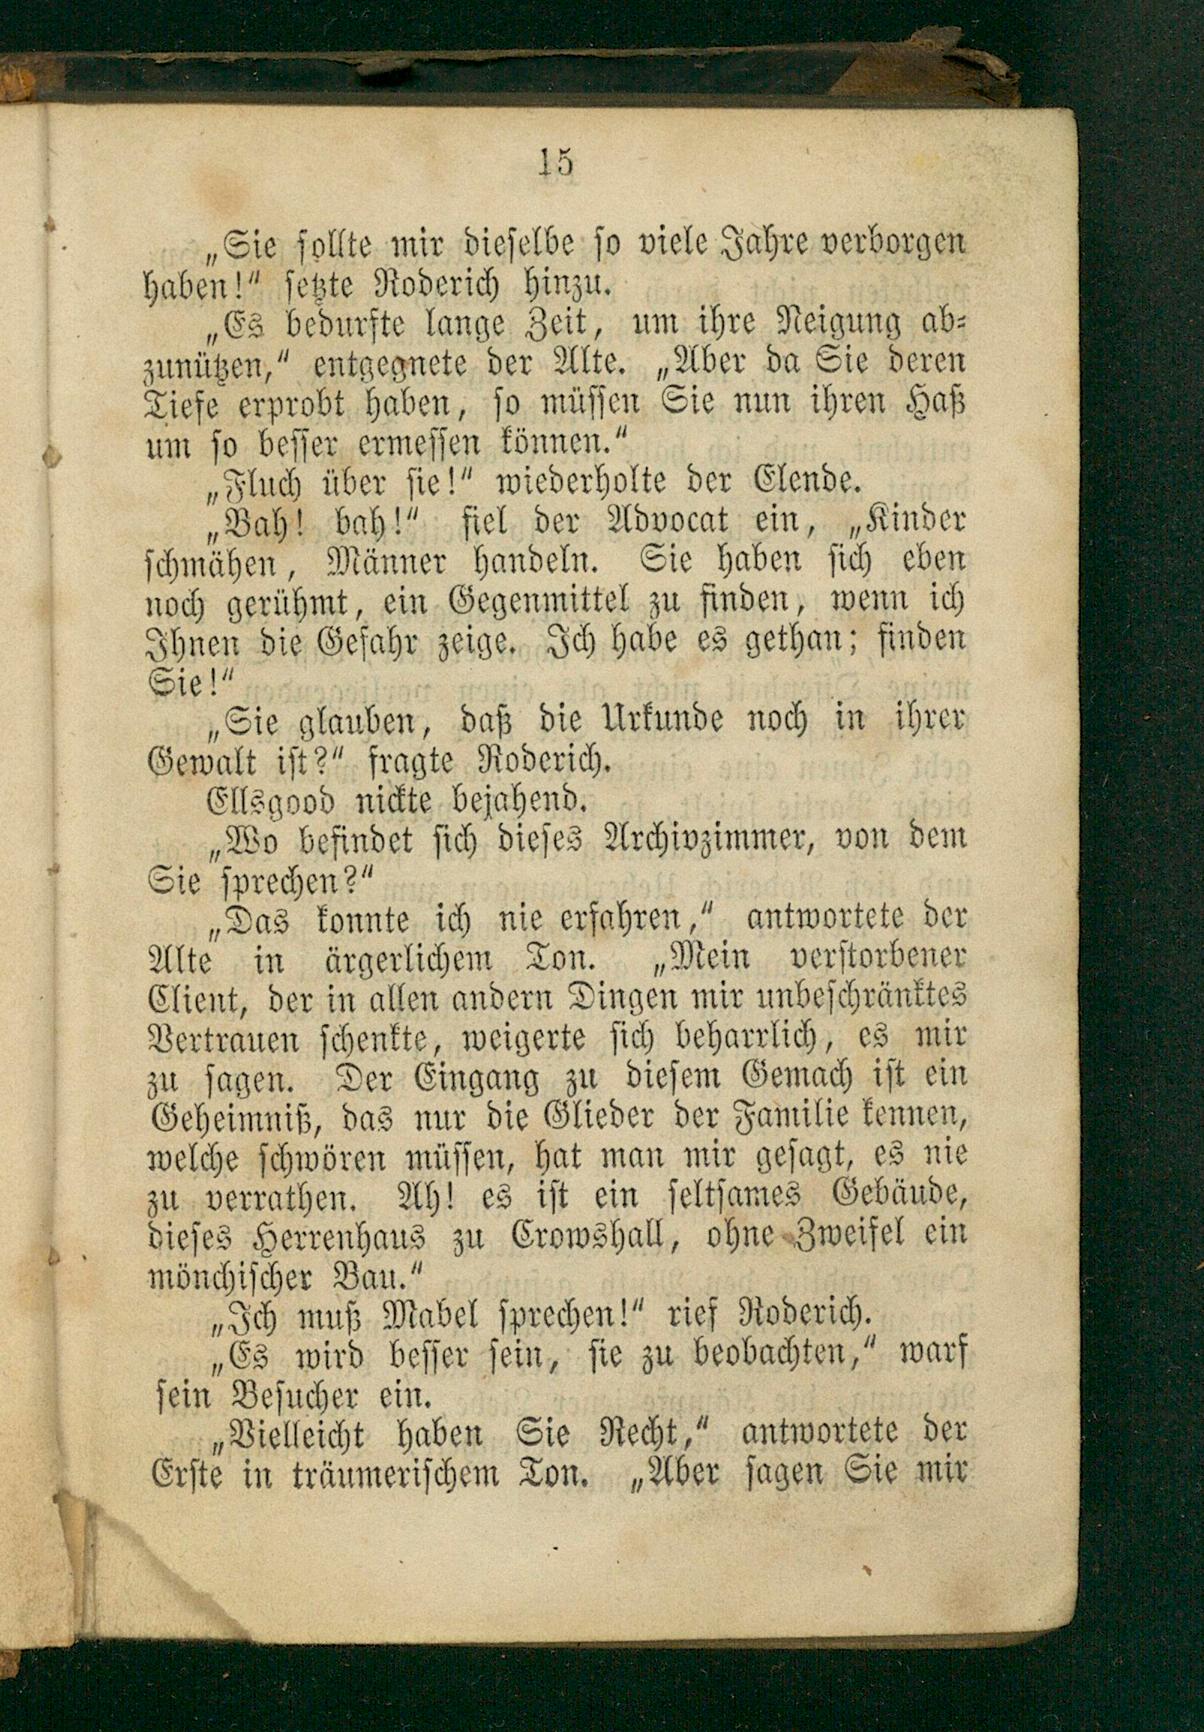 15
„Sie sollte mir dieselbe so viele Jahre verborgen
haben!“ setzte Roderich hinzu.
„Es bedurfte lange Zeit, um ihre Neigung ab-
zunützen,“ entgegnete der Alte. „Aber da Sie deren
Tiefe erprobt haben, so müssen Sie nun ihren Haß
um so besser ermessen können.“
„Fluch über sie!“ wiederholte der Elende.
„Bah! bah!“ fiel der Advocat ein, „Kinder
schmähen, Männer handeln. Sie haben sich eben
noch gerühmt, ein Gegenmittel zu finden, wenn ich
Ihnen die Gefahr zeige. Ich habe es gethan; finden
Sie!“
„Sie glauben, daß die Urkunde noch in ihrer
Gewalt ist?“ fragte Roderich.
Ellsgood nickte bejahend.
„Wo befindet sich dieses Archivzimmer, von dem
Sie sprechen?“
„Das konnte ich nie erfahren,“ antwortete der
Alte in ärgerlichem Ton. „Mein verstorbener
Client, der in allen andern Dingen mir unbeschränktes
Vertrauen schenkte, weigerte sich beharrlich, es mir
zu sagen. Der Eingang zu diesem Gemach ist ein
Geheimniß, das nur die Glieder der Familie kennen,
welche schwören müssen, hat man mir gesagt, es nie
zu verrathen. Ah! es ist ein seltsames Gebäude,
dieses Herrenhaus zu Crowshall, ohne Zweifel ein
mönchischer Bau.“
„Ich muß Mabel sprechen!“ rief Roderich.
„Es wird besser sein, sie zu beobachten,“ warf
sein Besucher ein.
„Vielleicht haben Sie Recht,“ antwortete der
Erste in träumerischem Ton. „Aber sagen Sie mir